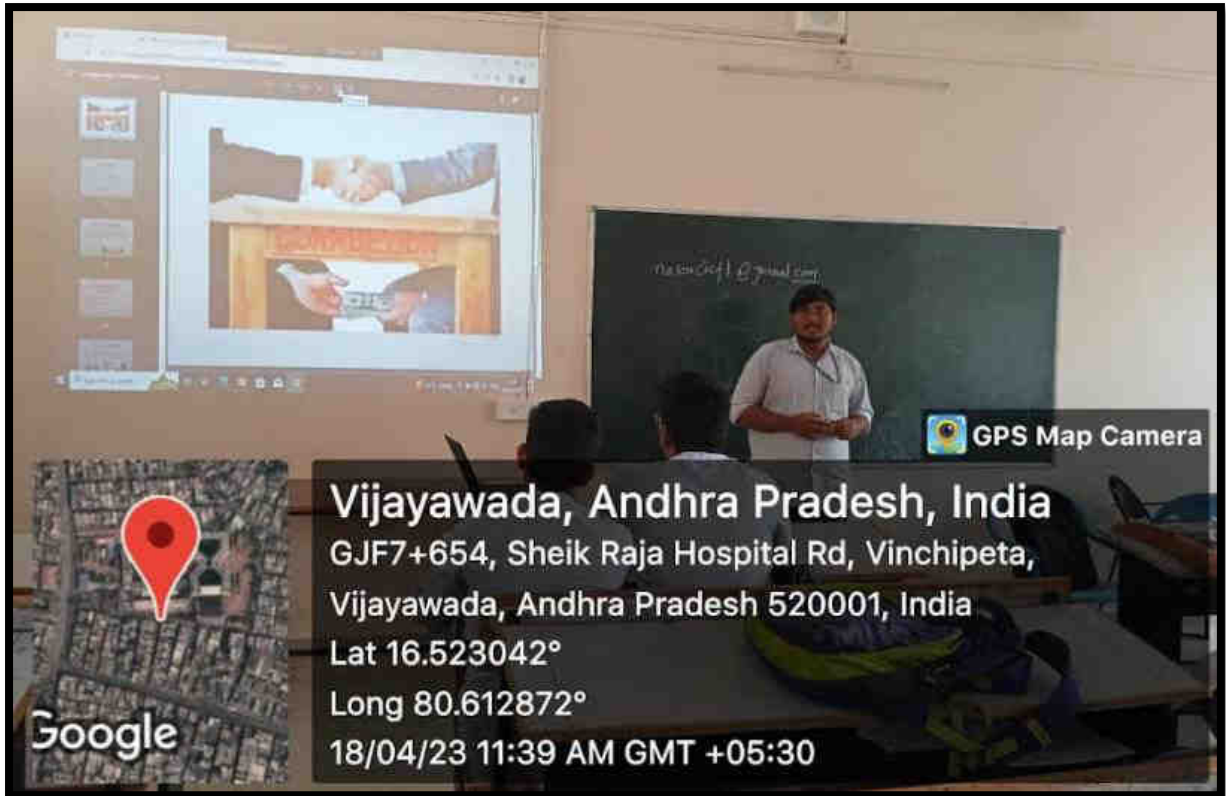 CORRUPTION
GPS Map Camera
Vijayawada, Andhra Pradesh, India
GJF7+654, Sheik Raja Hospital Rd, Vinchipeta,
Vijayawada, Andhra Pradesh 520001, India
Lat 16.523042°
Long 80.612872°
18/04/23 11:39 AM GMT +05:30
Google